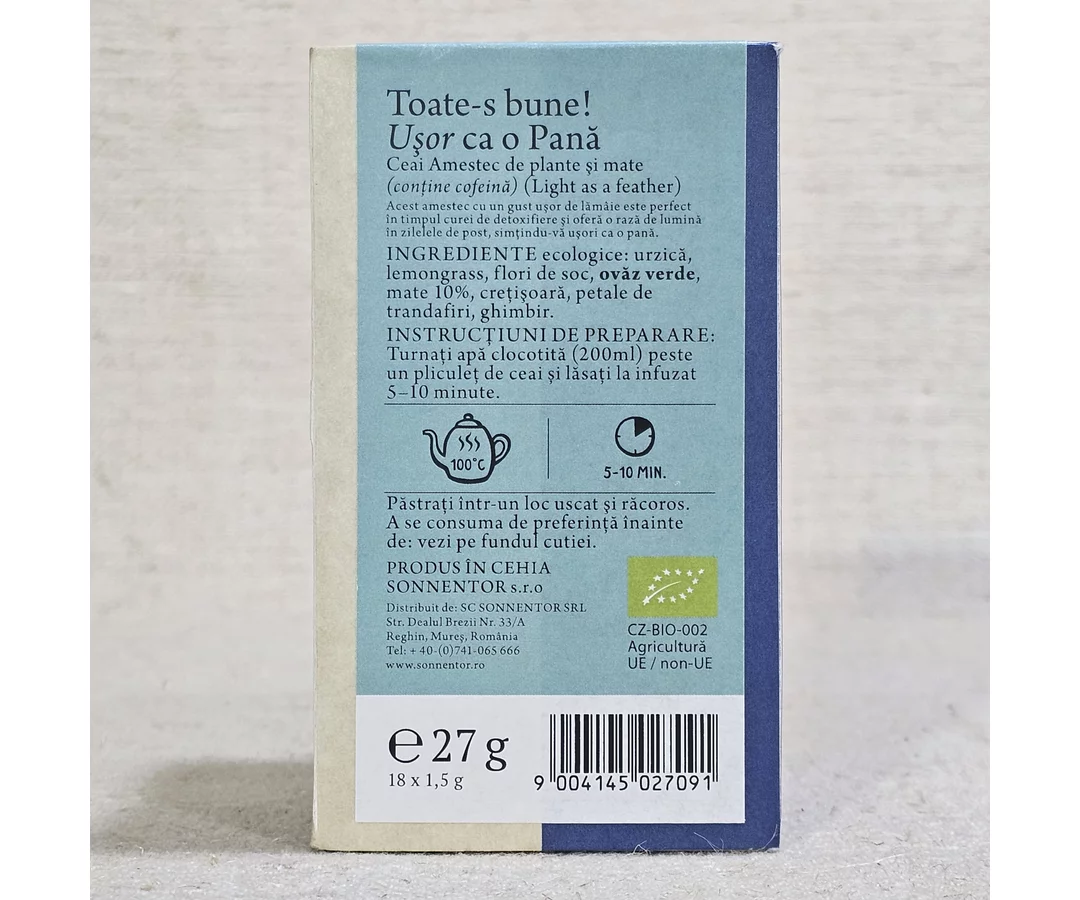 Toate-s bune!
Uşor ca o Pană
Ceai Amestec de plante şi mate
(conţine cofeină) (Light as a feather)
Acest amestec cu un gust uşor de lămâie este perfect
în timpul curei de detoxifiere şi oferă o rază de lumină
în zilelele de post, simţindu-vă uşori ca o pană.
INGREDIENTE ecologice: urzică,
lemongrass, flori de soc, ovăz verde,
mate 10%, creţişoară, petale de
trandafiri, ghimbir.
INSTRUCŢIUNI DE PREPARARE:
Turnaţi apă clocotită (200ml) peste
un pliculeţ de ceai şi lăsaţi la infuzat
5–10 minute.
100°C
5-10 MIN.
Păstraţi într-un loc uscat şi răcoros.
A se consuma de preferinţă înainte
de: vezi pe fundul cutiei.
PRODUS ÎN CEHIA
SONNENTOR s.r.o
Distribuit de: SC SONNENTOR SRL
Str. Dealul Brezii Nr. 33/A
Reghin, Mureş, România
Tel: + 40-(0)741-065 666
www.sonnentor.ro
CZ-BIO-002
Agricultură
UE / non-UE
℮ 27 g
18 x 1,5 g
9 004145 027091